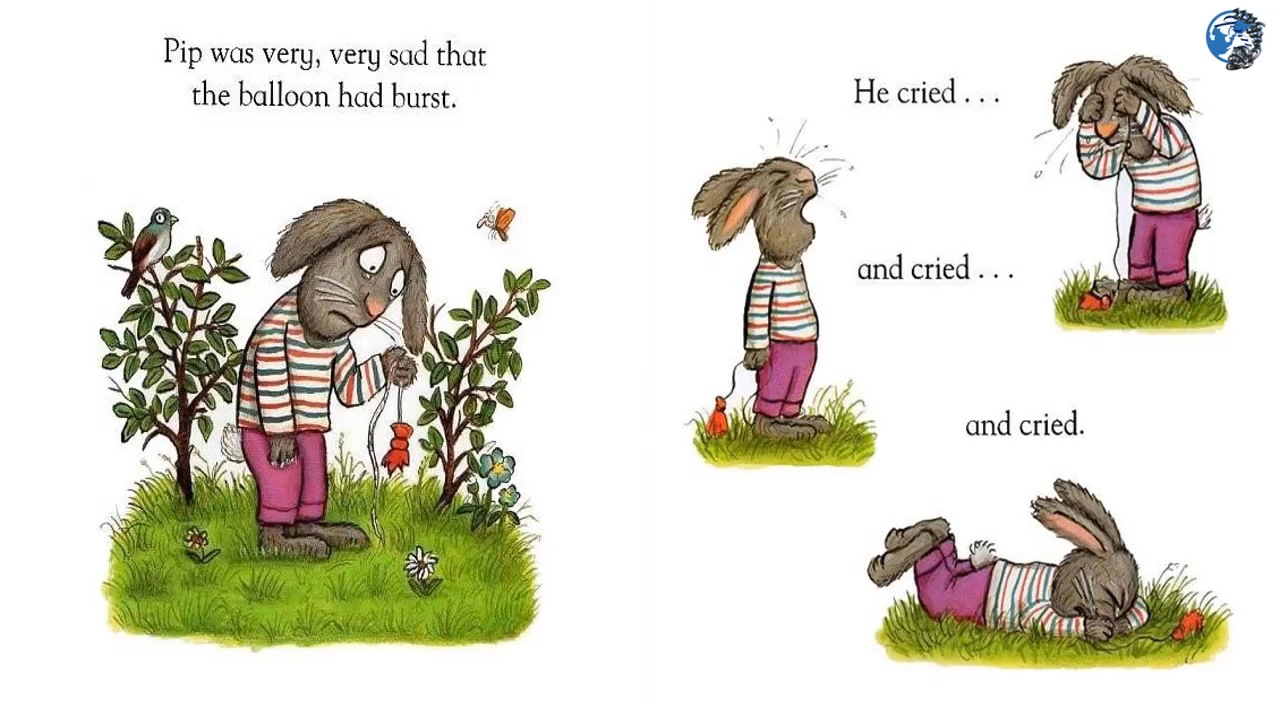 Pip was very, very sad that
the balloon had burst.
He cried . . .
and cried . . .
and cried.